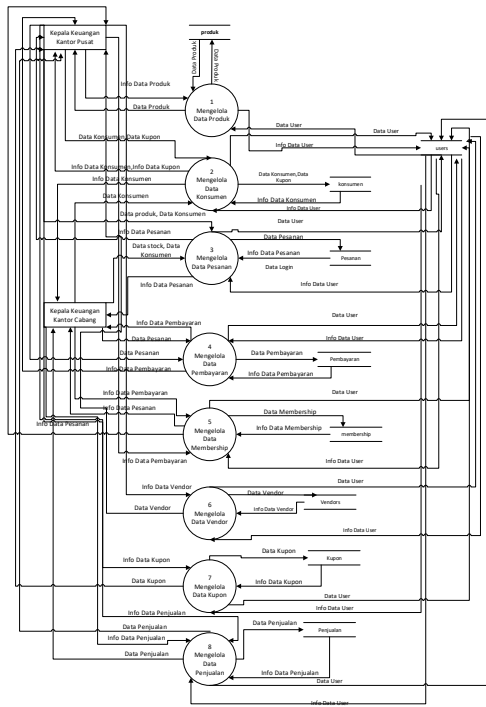 produk
Kepala Keuangan
Kantor Pusat
Data Produk
Data Produk
Info Data Produk
Data Produk
1
Mengelola
Data Produk
Data User
Data User
Info Data User
users
Data Konsumen,Data Kupon
Info Data Konsumen,Info Data Kupon
Info Data Konsumen
Data Konsumen
2
Mengelola
Data
Konsumen
Data Konsumen,Data
Kupon
konsumen
Info Data Konsumen
Info Data User
Data produk, Data Konsumen
Data User
Info Data Pesanan
Data stock, Data
Konsumen
Info Data Pesanan
3
Mengelola
Data Pesanan
Data Pesanan
Info Data Pesanan
Pesanan
Data Login
Info Data User
Kepala Keuangan
Kantor Cabang
Info Data Pembayaran
Data Pesanan
Data Pesanan
Info Data Pembayaran
4
Mengelola
Data
Pembayaran
Data User
Data Pembayaran
Pembayaran
Info Data Pembayaran
Info Data User
Info Data Pembayaran
Info Data Pesanan
Info Data Pesanan
Info Data Pembayaran
5
Mengelola
Data
Membership
Data User
Data Membership
Info Data Membership
membership
Info Data User
Info Data Vendor
Data Vendor
6
Mengelola
Data Vendor
Data User
Data Vendor
Vendors
Info Data Vendor
Info Data User
Info Data Kupon
Data Kupon
7
Mengelola
Data Kupon
Data Kupon
Kupon
Info Data Kupon
Data User
Info Data User
Info Data Penjualan
Data Penjualan
Info Data Penjualan
Data Penjualan
8
Mengelola
Data
Penjualan
Data Penjualan
Penjualan
Info Data Penjualan
Data User
Info Data User